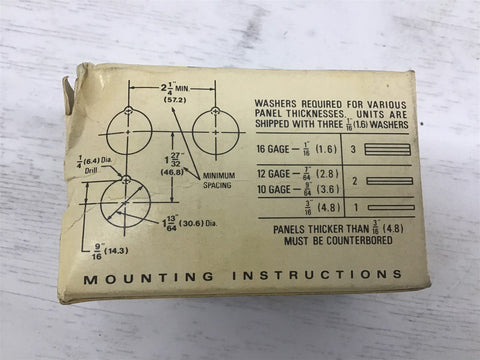 2 1/4" MIN.
(57.2)
1/4 (6.4) Dia.
Drill
1 27/32"
(46.8)
MINIMUM
SPACING
1 13/64" (30.6) Dia.
9/16" (14.3)
WASHERS REQUIRED FOR VARIOUS
PANEL THICKNESSES. UNITS ARE
SHIPPED WITH THREE 1/16" (1.6) WASHERS
16 GAGE – 1/16" (1.6) 3
12 GAGE – 7/64" (2.8) 2
10 GAGE – 9/64" (3.6)
3/16" (4.8) 1
PANELS THICKER THAN 3/16" (4.8)
MUST BE COUNTERBORED
MOUNTING INSTRUCTIONS